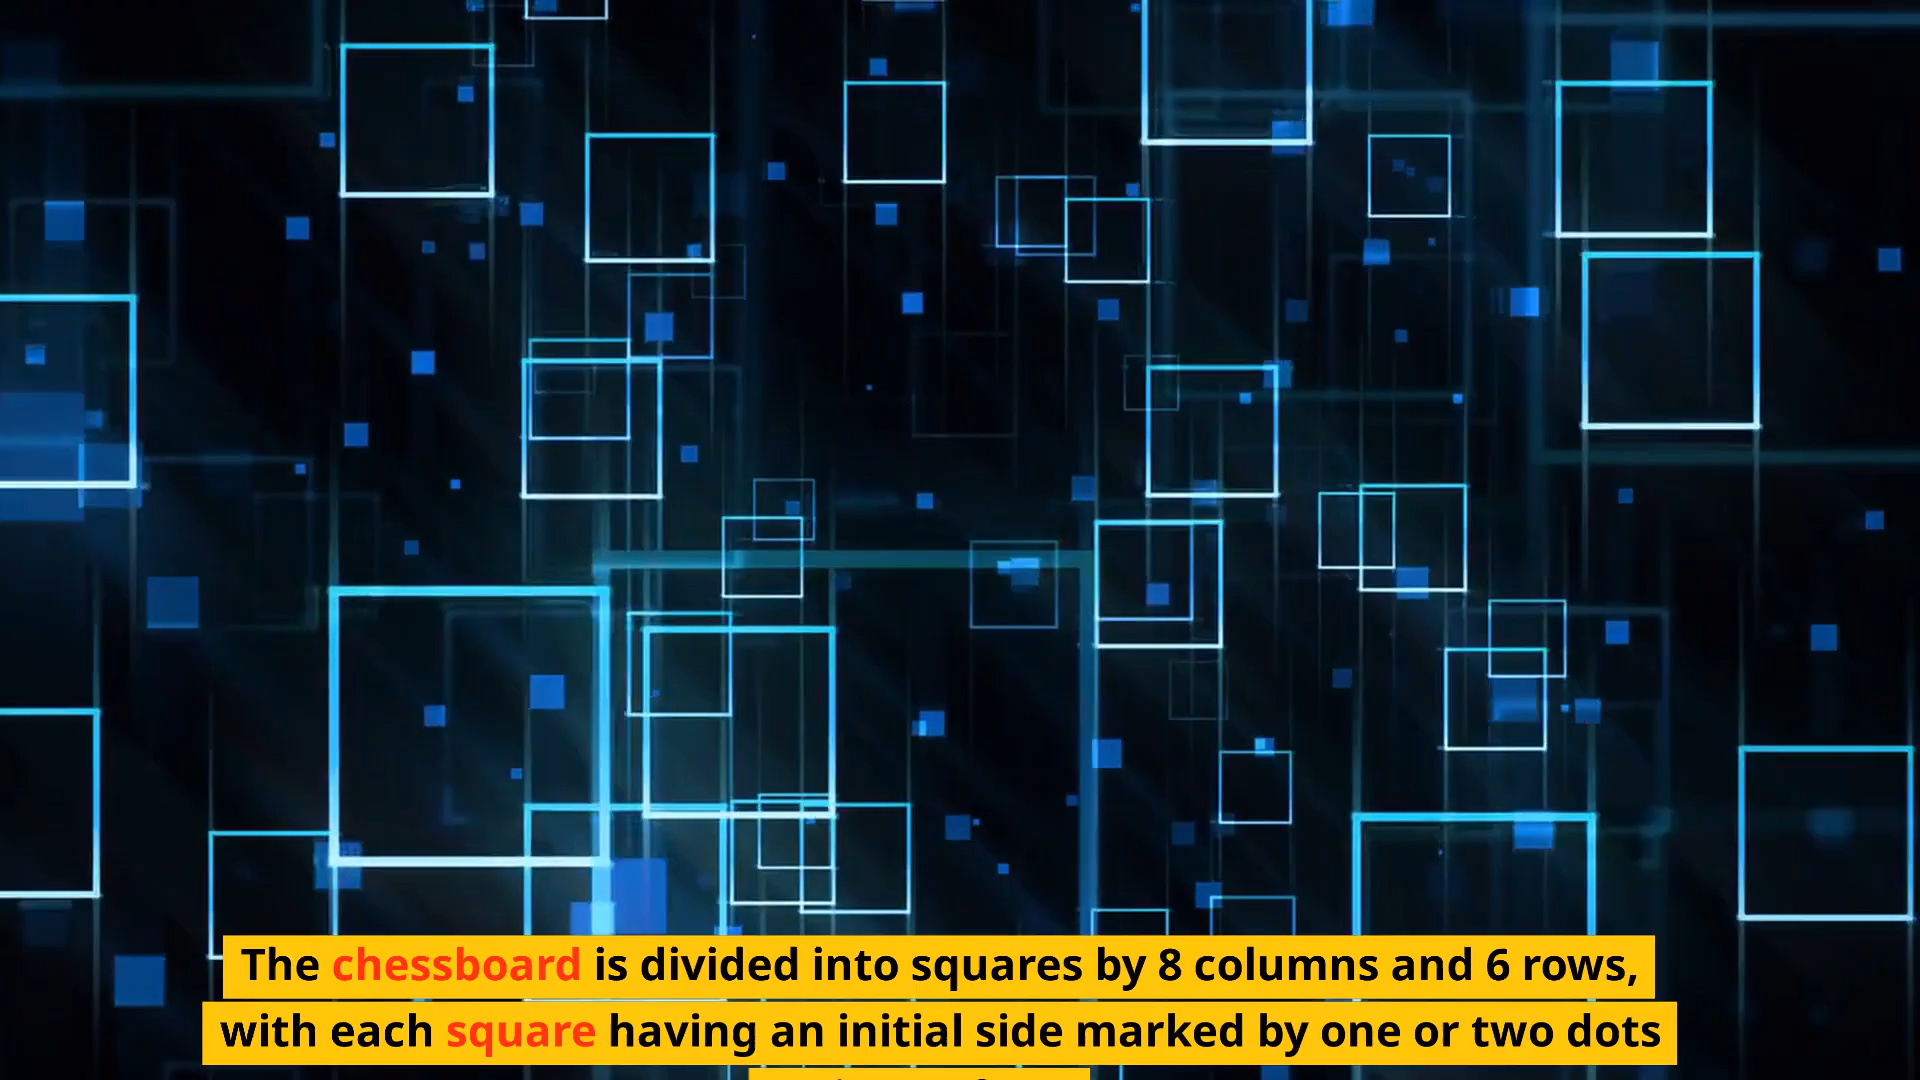 The chessboard is divided into squares by 8 columns and 6 rows,
with each square having an initial side marked by one or two dots